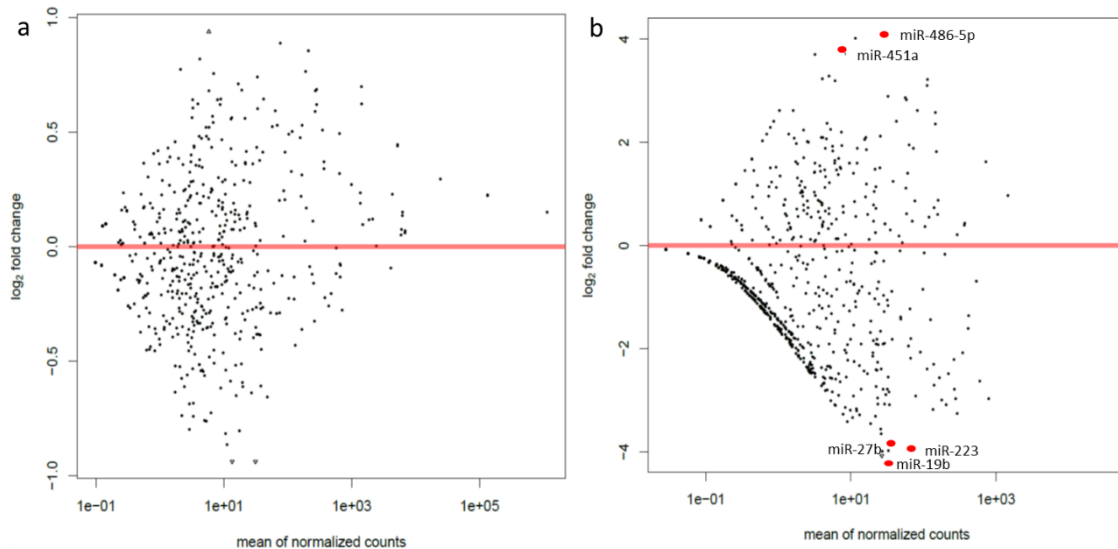 a
1.0
0.5
0.0
−0.5
−1.0
log2 fold change
1e−01
1e+01
1e+03
1e+05
mean of normalized counts
b
4
2
0
−2
−4
log2 fold change
miR-486-5p
miR-451a
miR-27b
miR-223
miR-19b
1e−01
1e+01
1e+03
mean of normalized counts